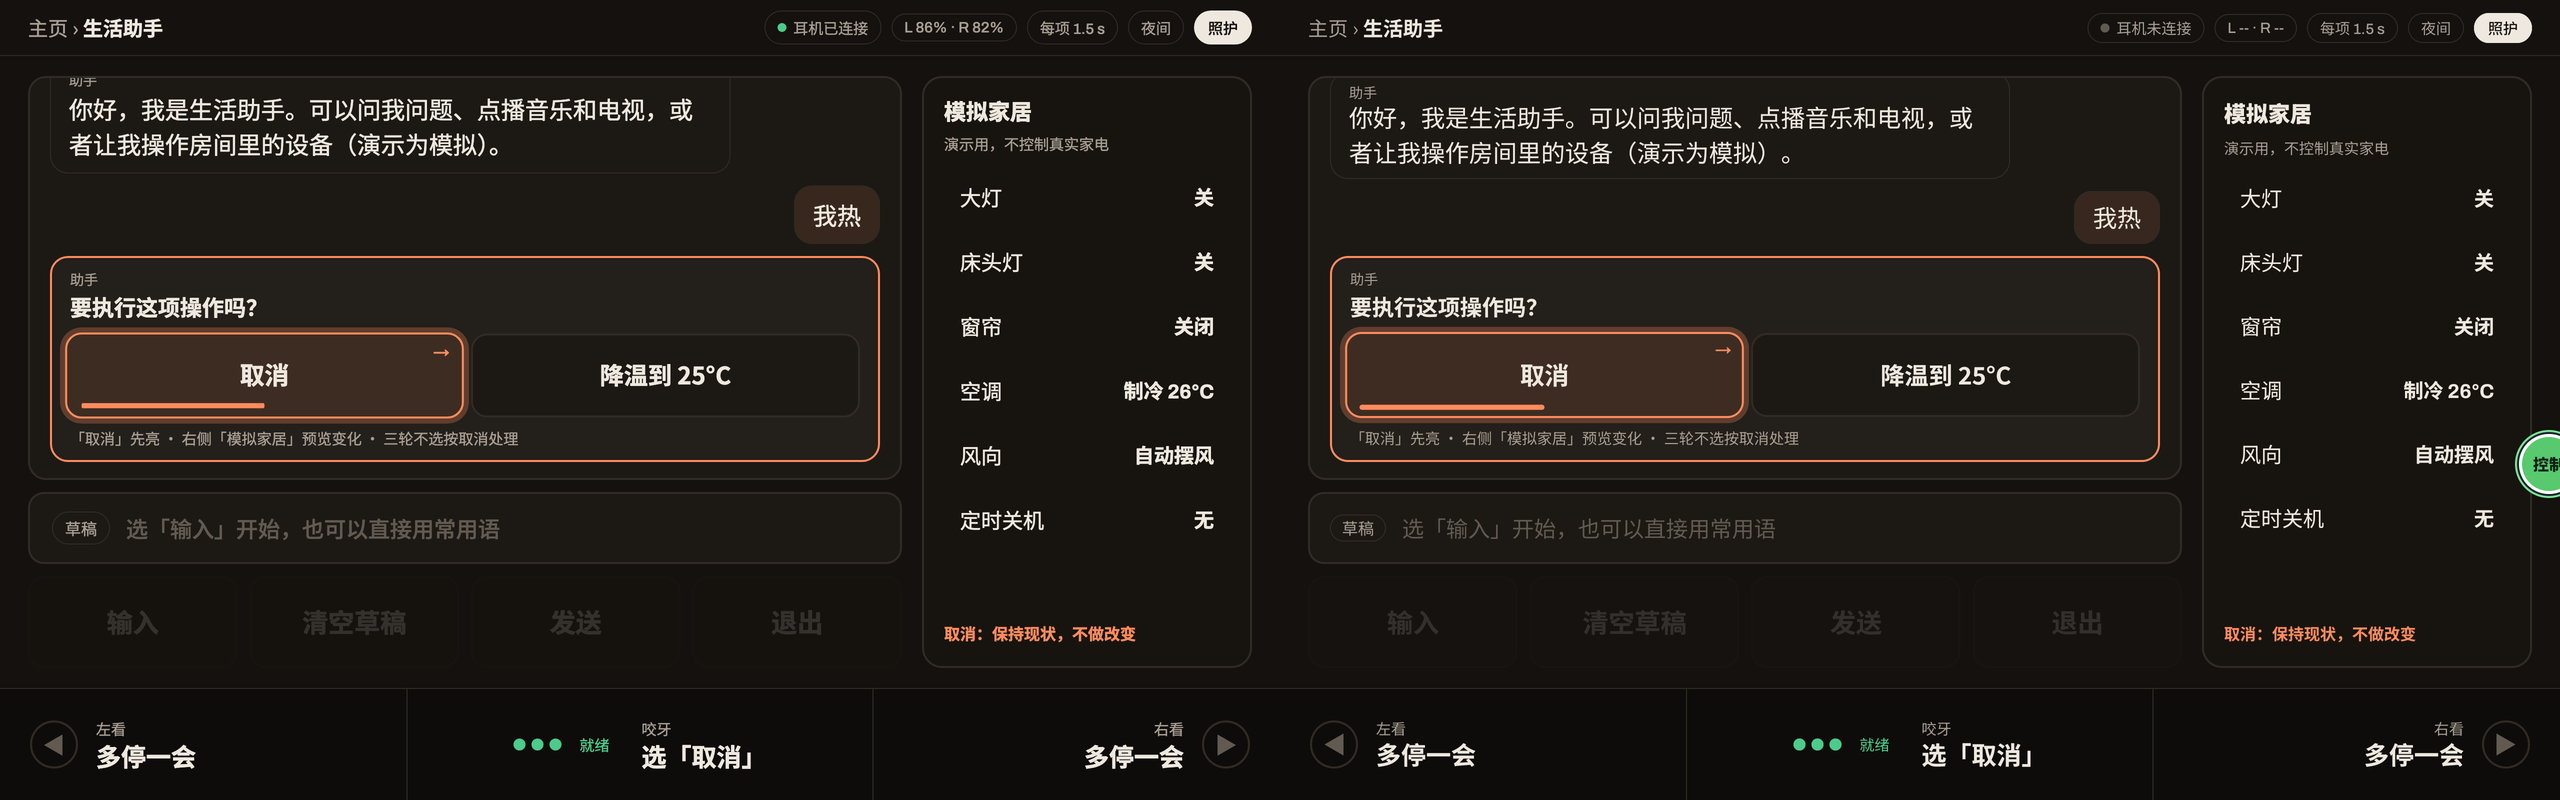 主页 › 生活助手
耳机已连接
L 86% · R 82%
每项 1.5 s
夜间
照护
助手
你好，我是生活助手。可以问我问题、点播音乐和电视，或
者让我操作房间里的设备（演示为模拟）。
我热
助手
要执行这项操作吗？
取消
→
降温到 25°C
「取消」先亮 · 右侧「模拟家居」预览变化 · 三轮不选按取消处理
草稿
选「输入」开始，也可以直接用常用语
输入
清空草稿
发送
退出
模拟家居
演示用，不控制真实家电
大灯 关
床头灯 关
窗帘 关闭
空调 制冷 26°C
风向 自动摆风
定时关机 无
取消：保持现状，不做改变
左看
多停一会
就绪
咬牙
选「取消」
右看
多停一会
主页 › 生活助手
耳机未连接
L -- · R --
每项 1.5 s
夜间
照护
助手
你好，我是生活助手。可以问我问题、点播音乐和电视，或
者让我操作房间里的设备（演示为模拟）。
我热
助手
要执行这项操作吗？
取消
→
降温到 25°C
「取消」先亮 · 右侧「模拟家居」预览变化 · 三轮不选按取消处理
草稿
选「输入」开始，也可以直接用常用语
输入
清空草稿
发送
退出
模拟家居
演示用，不控制真实家电
大灯 关
床头灯 关
窗帘 关闭
空调 制冷 26°C
风向 自动摆风
定时关机 无
取消：保持现状，不做改变
控制
左看
多停一会
就绪
咬牙
选「取消」
右看
多停一会